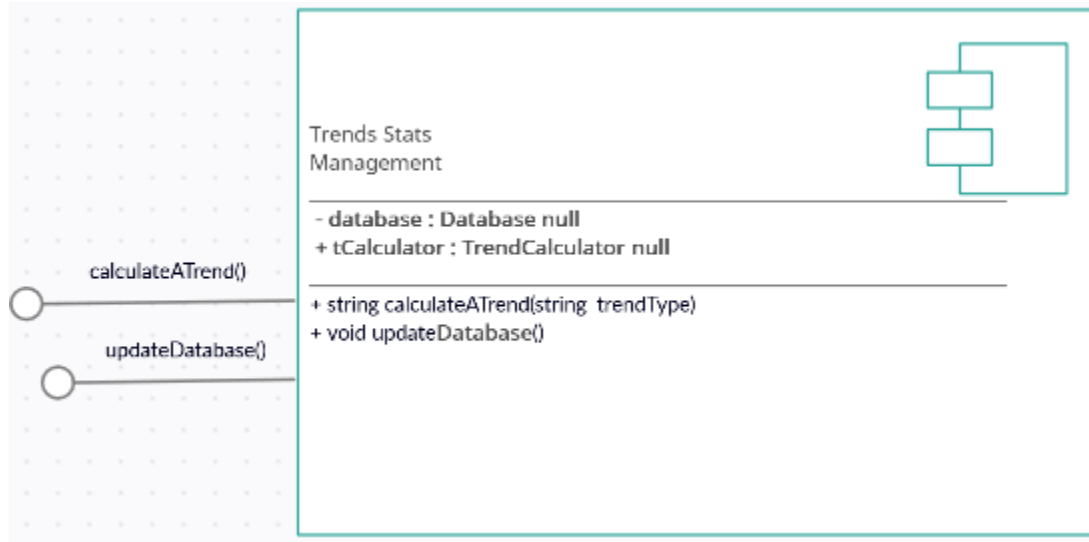 Trends Stats
Management
- database : Database null
+ tCalculator : TrendCalculator null
calculateATrend()
+ string calculateATrend(string trendType)
+ void updateDatabase()
updateDatabase()